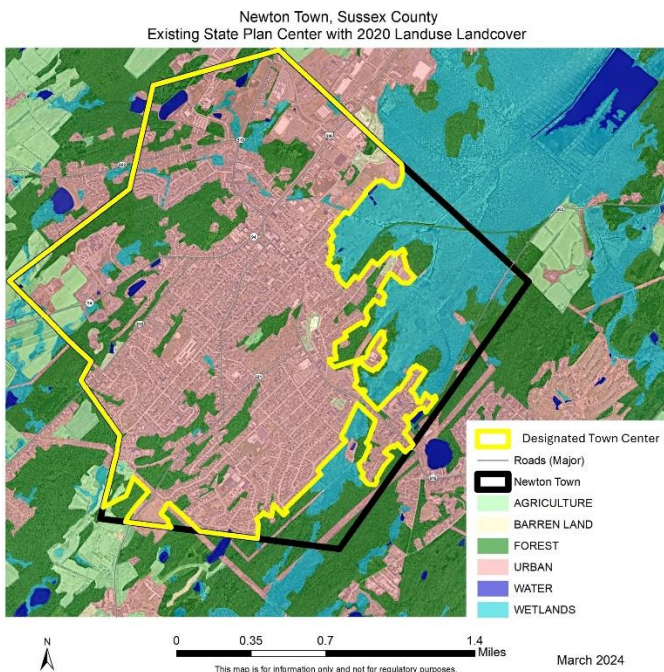 Newton Town, Sussex County
Existing State Plan Center with 2020 Landuse Landcover
Designated Town Center
Roads (Major)
Newton Town
AGRICULTURE
BARREN LAND
FOREST
URBAN
WATER
WETLANDS
N
0 0.35 0.7 1.4
Miles
This map is for information only and not for regulatory purposes.
March 2024